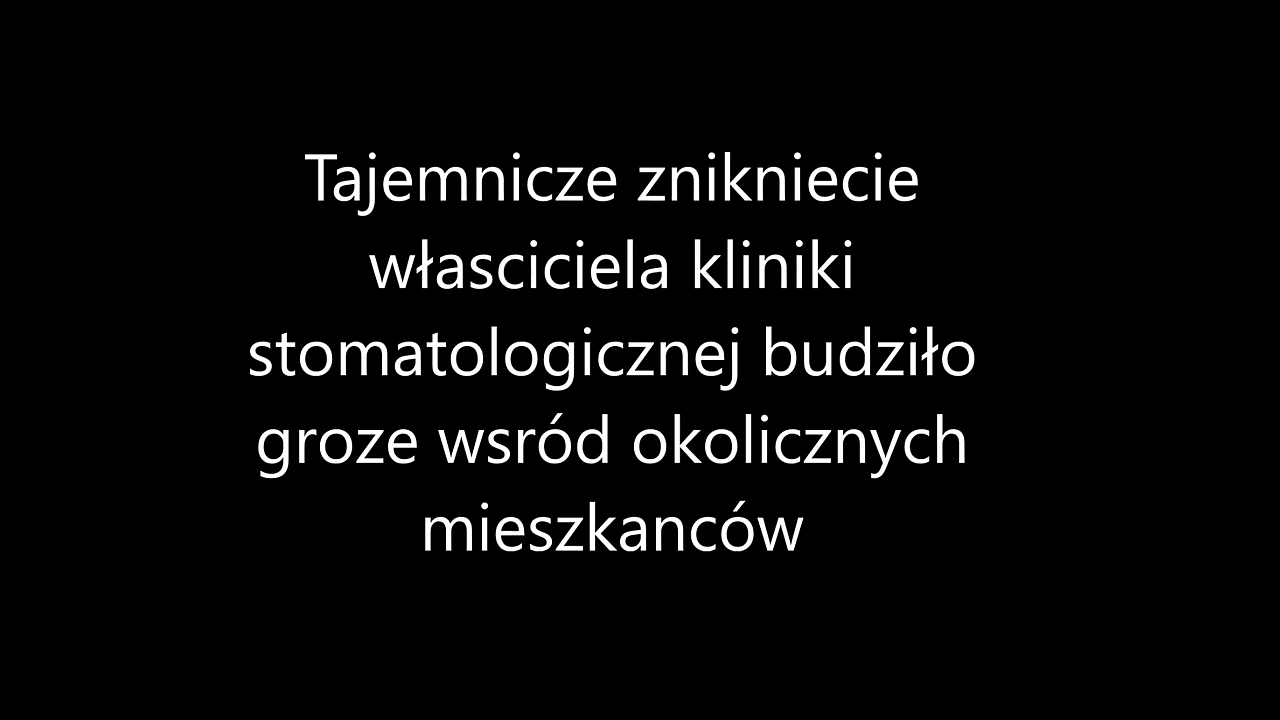 Tajemnicze znikniecie
własciciela kliniki
stomatologicznej budziło
groze wsród okolicznych
mieszkanców